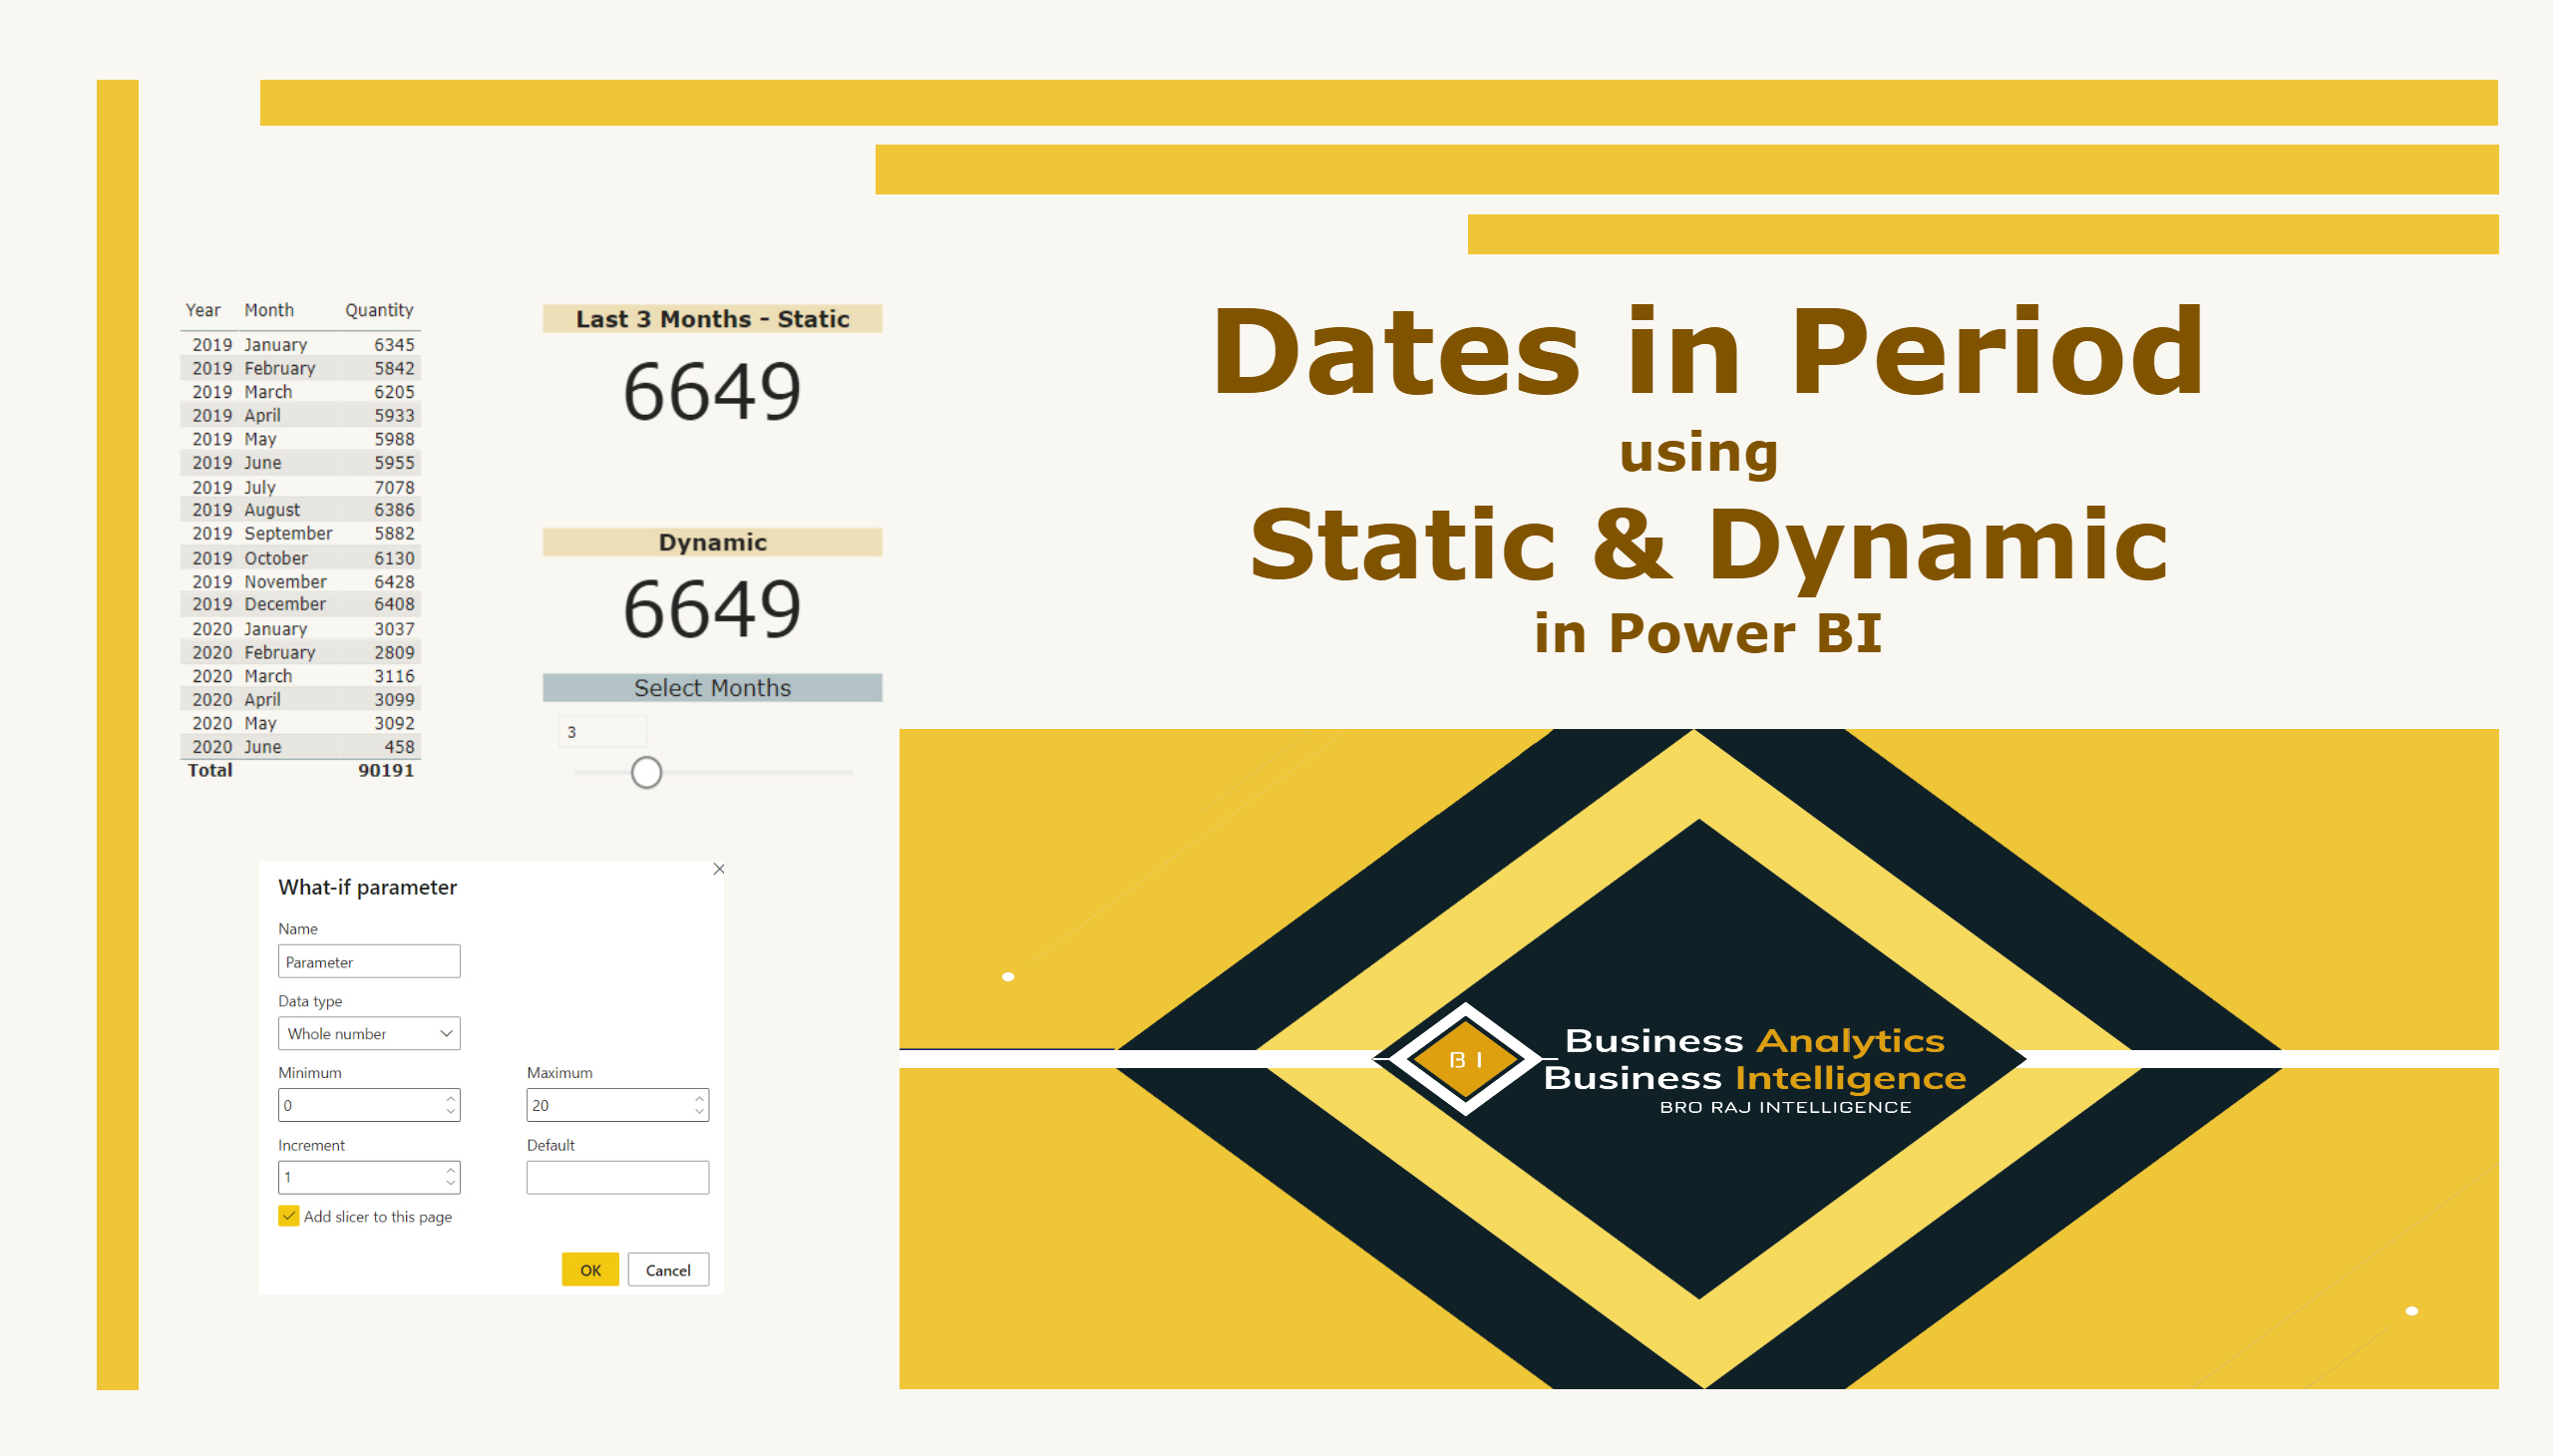 Dates in Period
using
Static & Dynamic
in Power BI
Year Month Quantity
2019 January 6345
2019 February 5842
2019 March 6205
2019 April 5933
2019 May 5988
2019 June 5955
2019 July 7078
2019 August 6386
2019 September 5882
2019 October 6130
2019 November 6428
2019 December 6408
2020 January 3037
2020 February 2809
2020 March 3116
2020 April 3099
2020 May 3092
2020 June 458
Total 90191
Last 3 Months - Static
6649
Dynamic
6649
Select Months
3
What-if parameter
Name
Parameter
Data type
Whole number
Minimum Maximum
0 20
Increment Default
1
Add slicer to this page
OK Cancel
B I
Business Analytics
Business Intelligence
BRO RAJ INTELLIGENCE